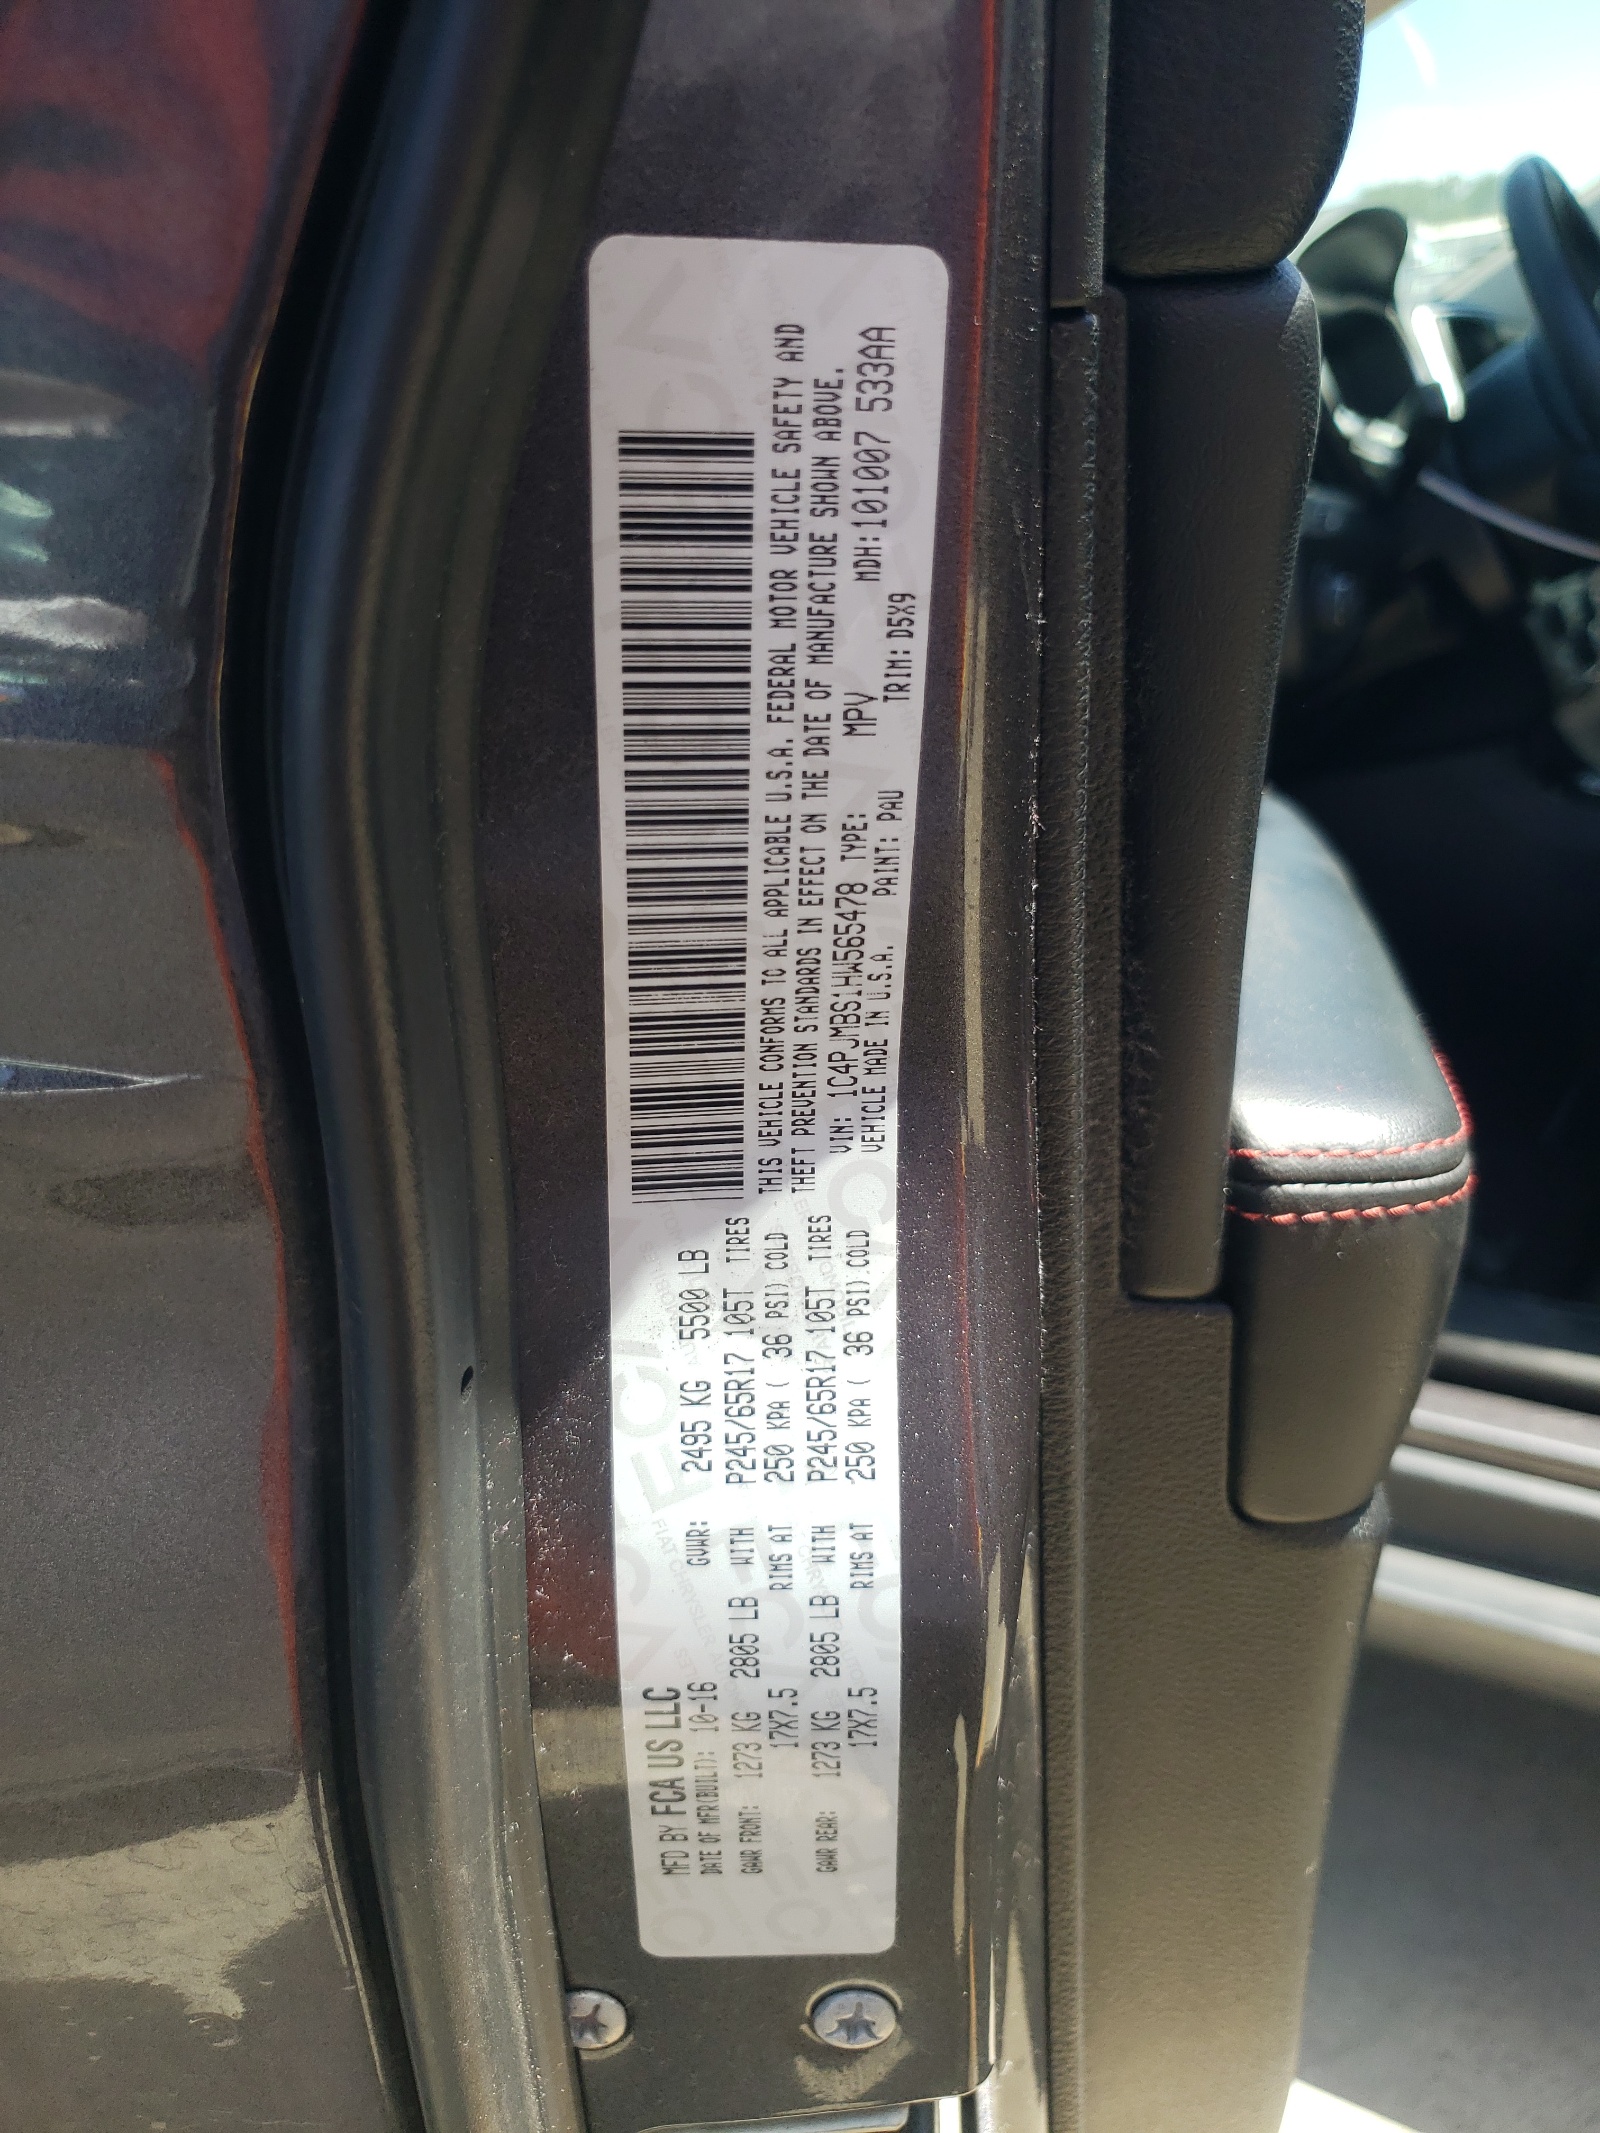 MFD BY FCA US LLC
DATE OF MFR(BUILT): 10-16 GVWR: 2495 KG 5500 LB
GAWR FRONT: 1273 KG 2805 LB WITH P245/65R17 105T TIRES
17X7.5 RIMS AT 250 KPA ( 36 PSI) COLD
GAWR REAR: 1273 KG 2805 LB WITH P245/65R17 105T TIRES
17X7.5 RIMS AT 250 KPA ( 36 PSI) COLD
THIS VEHICLE CONFORMS TO ALL APPLICABLE U.S.A. FEDERAL MOTOR VEHICLE SAFETY AND
THEFT PREVENTION STANDARDS IN EFFECT ON THE DATE OF MANUFACTURE SHOWN ABOVE.
VIN: 1C4PJMBS1HW565478 TYPE: MPV MDH:101007 533AA
VEHICLE MADE IN U.S.A. PAINT: PAU TRIM: D5X9
FIAT CHRYSLER